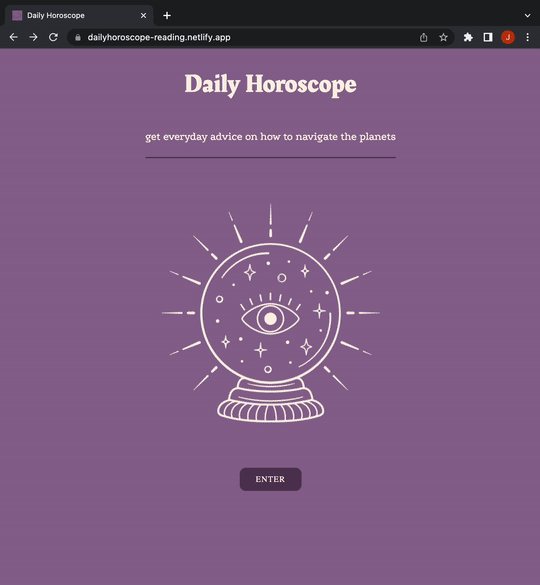 Daily Horoscope
dailyhoroscope-reading.netlify.app
J
Daily Horoscope
get everyday advice on how to navigate the planets
ENTER